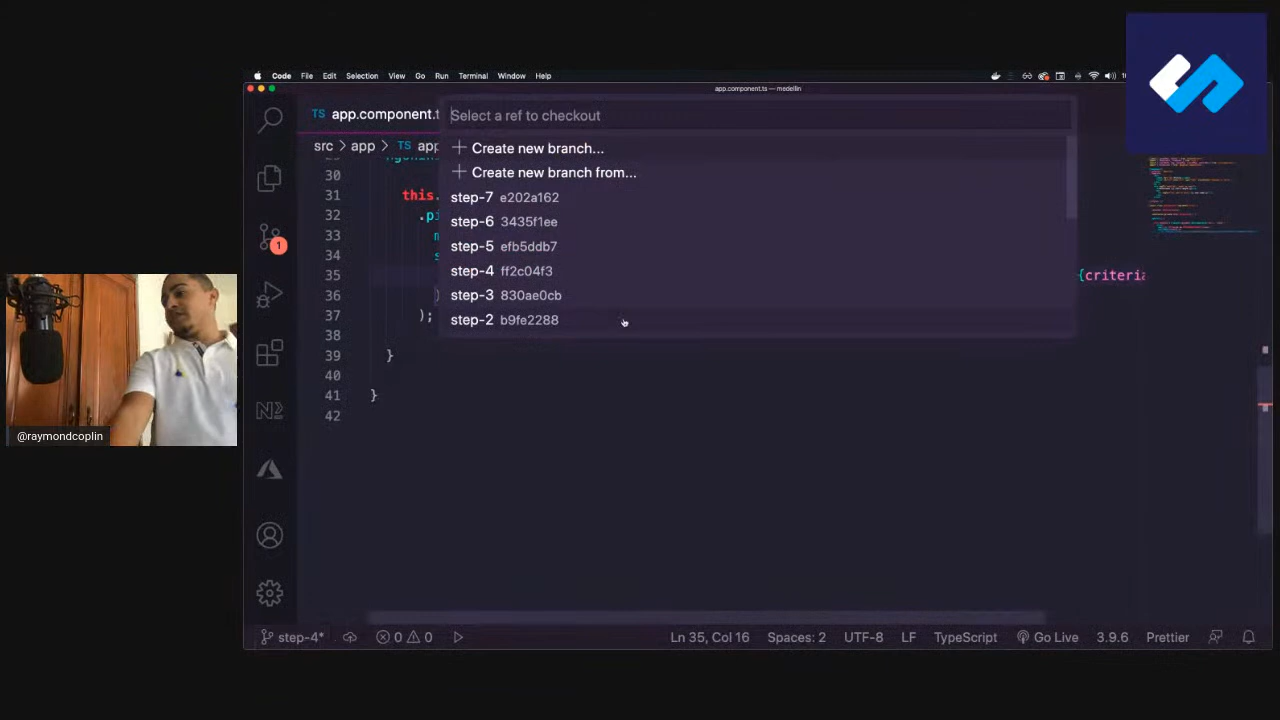 Code File Edit Selection View Go Run Terminal Window Help
app.component.ts — medellin
TS app.component.t
Select a ref to checkout
src > app > TS app
Create new branch...
Create new branch from...
step-7 e202a162
step-6 3435f1ee
step-5 efb5ddb7
step-4 ff2c04f3
step-3 830ae0cb
step-2 b9fe2288
30
31 this.
32 .pi
33
34
35 {criteria
36 )
37 );
38
39 }
40
41 }
42
1
@raymondcoplin
step-4* 0 0 Ln 35, Col 16 Spaces: 2 UTF-8 LF TypeScript Go Live 3.9.6 Prettier